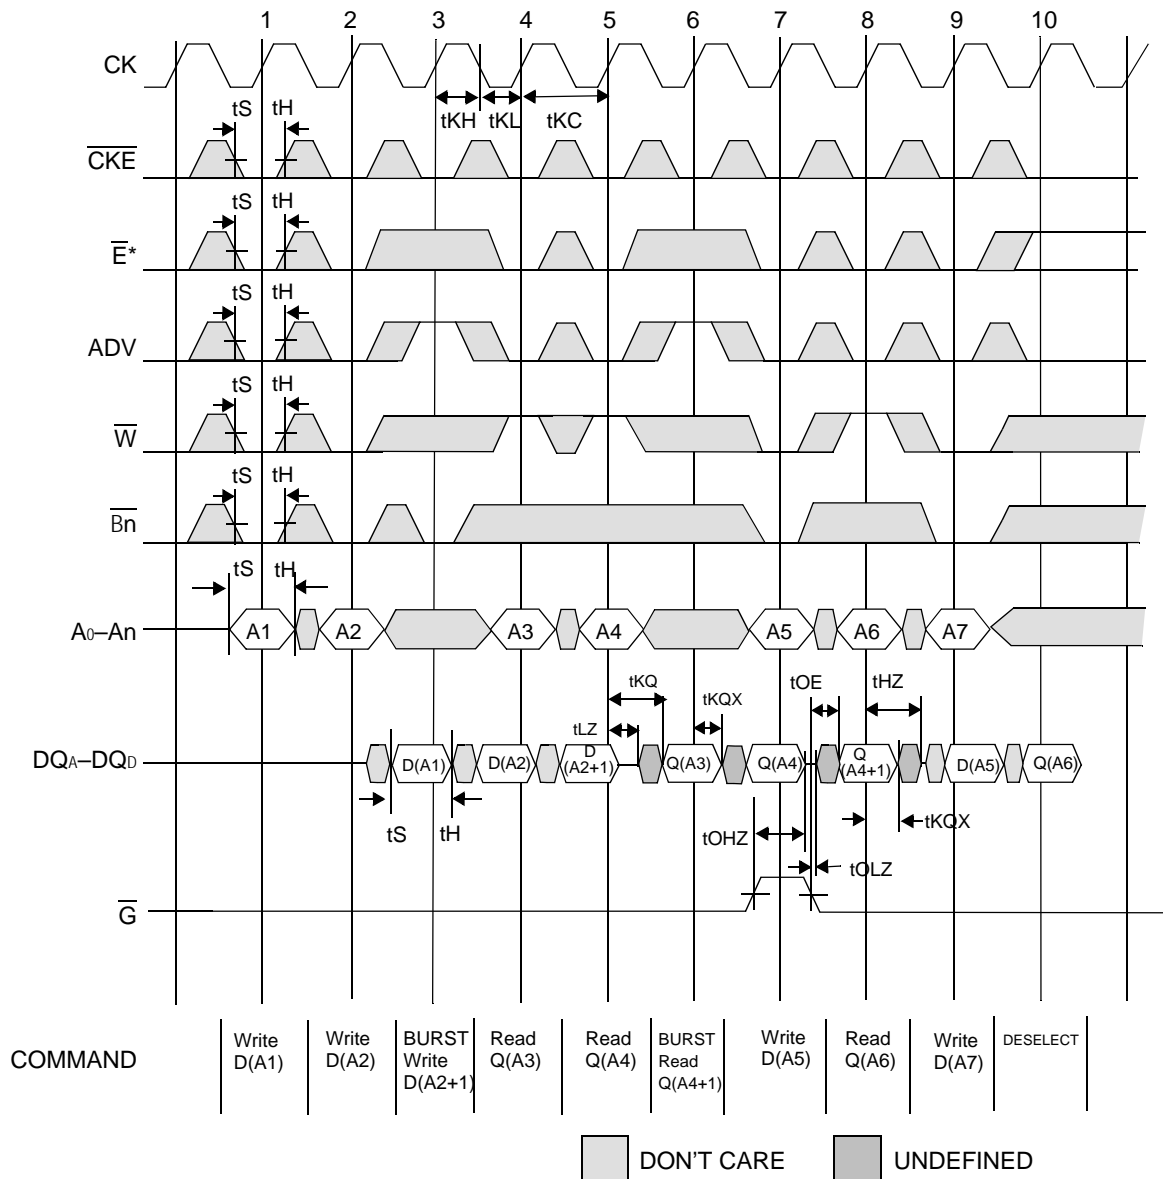 1 2 3 4 5 6 7 8 9 10
CK
tKH tKL tKC
tS tH
CKE
tS tH
E*
tS tH
ADV
tS tH
W
tS tH
Bn
tS tH
A0–An A1 A2 A3 A4 A5 A6 A7
tKQ tKQX tOE tHZ
tLZ
DQA–DQD D(A1) D(A2) D (A2+1) Q(A3) Q(A4) Q (A4+1) D(A5) Q(A6)
tS tH tOHZ tKQX
tOLZ
G
COMMAND
Write
D(A1)
Write
D(A2)
BURST
Write
D(A2+1)
Read
Q(A3)
Read
Q(A4)
BURST
Read
Q(A4+1)
Write
D(A5)
Read
Q(A6)
Write
D(A7)
DESELECT
DON'T CARE UNDEFINED